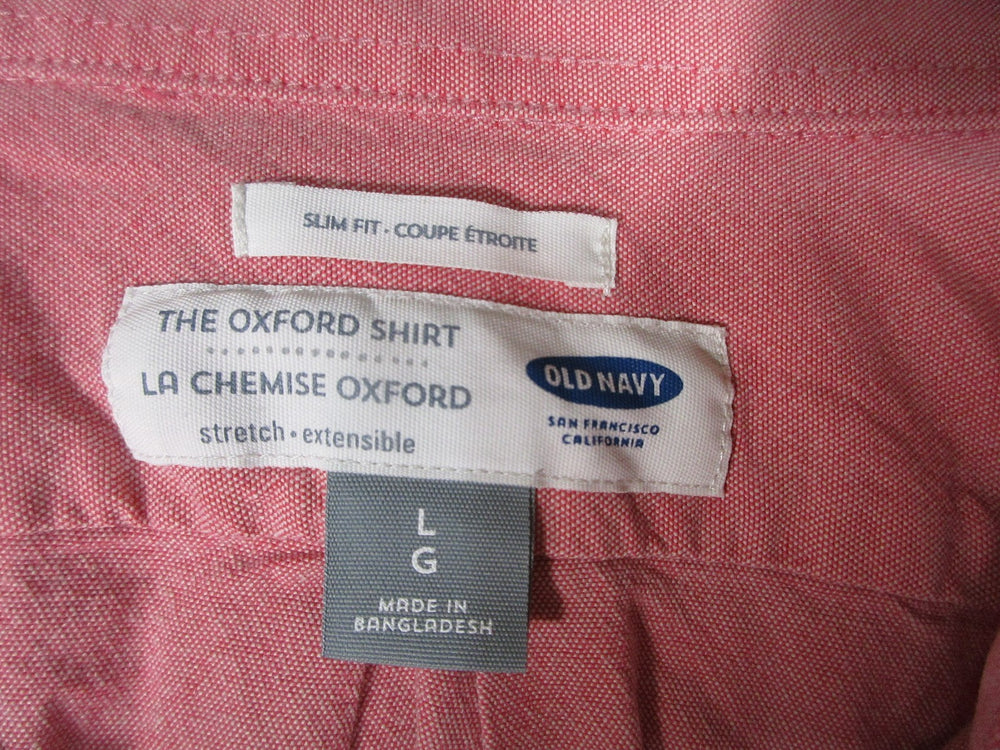 SLIM FIT · COUPE ÉTROITE
THE OXFORD SHIRT
LA CHEMISE OXFORD
stretch · extensible
OLD NAVY
SAN FRANCISCO
CALIFORNIA
L
G
MADE IN
BANGLADESH